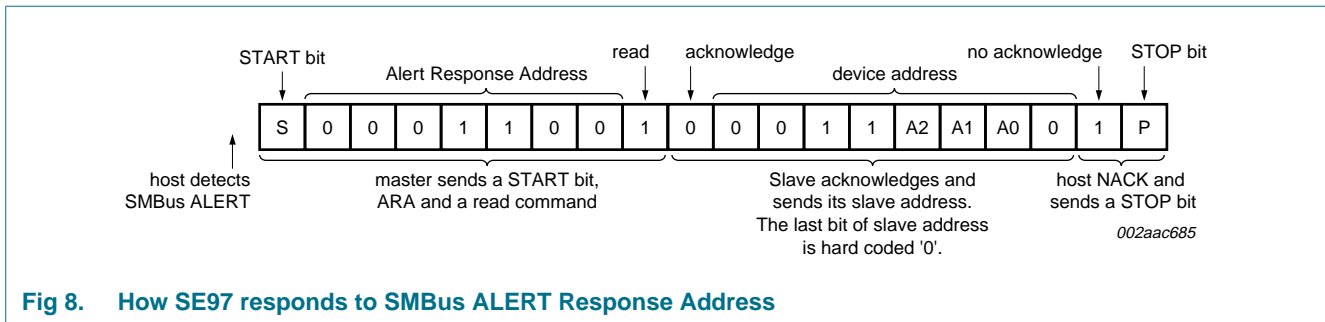 START bit
Alert Response Address
read
acknowledge
device address
no acknowledge
STOP bit
S 0 0 0 1 1 0 0 1 0 0 0 1 1 A2 A1 A0 0 1 P
host detects
SMBus ALERT
master sends a START bit,
ARA and a read command
Slave acknowledges and
sends its slave address.
The last bit of slave address
is hard coded '0'.
host NACK and
sends a STOP bit
002aac685
Fig 8. How SE97 responds to SMBus ALERT Response Address